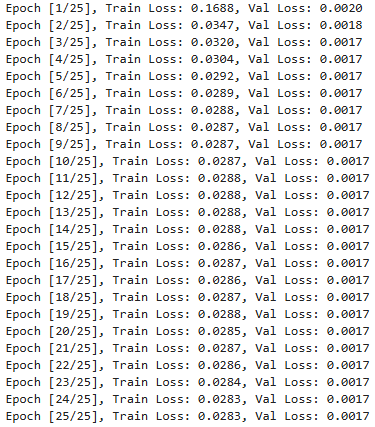 Epoch [1/25], Train Loss: 0.1688, Val Loss: 0.0020
Epoch [2/25], Train Loss: 0.0347, Val Loss: 0.0018
Epoch [3/25], Train Loss: 0.0320, Val Loss: 0.0017
Epoch [4/25], Train Loss: 0.0304, Val Loss: 0.0017
Epoch [5/25], Train Loss: 0.0292, Val Loss: 0.0017
Epoch [6/25], Train Loss: 0.0289, Val Loss: 0.0017
Epoch [7/25], Train Loss: 0.0288, Val Loss: 0.0017
Epoch [8/25], Train Loss: 0.0287, Val Loss: 0.0017
Epoch [9/25], Train Loss: 0.0287, Val Loss: 0.0017
Epoch [10/25], Train Loss: 0.0287, Val Loss: 0.0017
Epoch [11/25], Train Loss: 0.0288, Val Loss: 0.0017
Epoch [12/25], Train Loss: 0.0288, Val Loss: 0.0017
Epoch [13/25], Train Loss: 0.0288, Val Loss: 0.0017
Epoch [14/25], Train Loss: 0.0288, Val Loss: 0.0017
Epoch [15/25], Train Loss: 0.0286, Val Loss: 0.0017
Epoch [16/25], Train Loss: 0.0287, Val Loss: 0.0017
Epoch [17/25], Train Loss: 0.0286, Val Loss: 0.0017
Epoch [18/25], Train Loss: 0.0287, Val Loss: 0.0017
Epoch [19/25], Train Loss: 0.0288, Val Loss: 0.0017
Epoch [20/25], Train Loss: 0.0285, Val Loss: 0.0017
Epoch [21/25], Train Loss: 0.0287, Val Loss: 0.0017
Epoch [22/25], Train Loss: 0.0286, Val Loss: 0.0017
Epoch [23/25], Train Loss: 0.0284, Val Loss: 0.0017
Epoch [24/25], Train Loss: 0.0283, Val Loss: 0.0017
Epoch [25/25], Train Loss: 0.0283, Val Loss: 0.0017